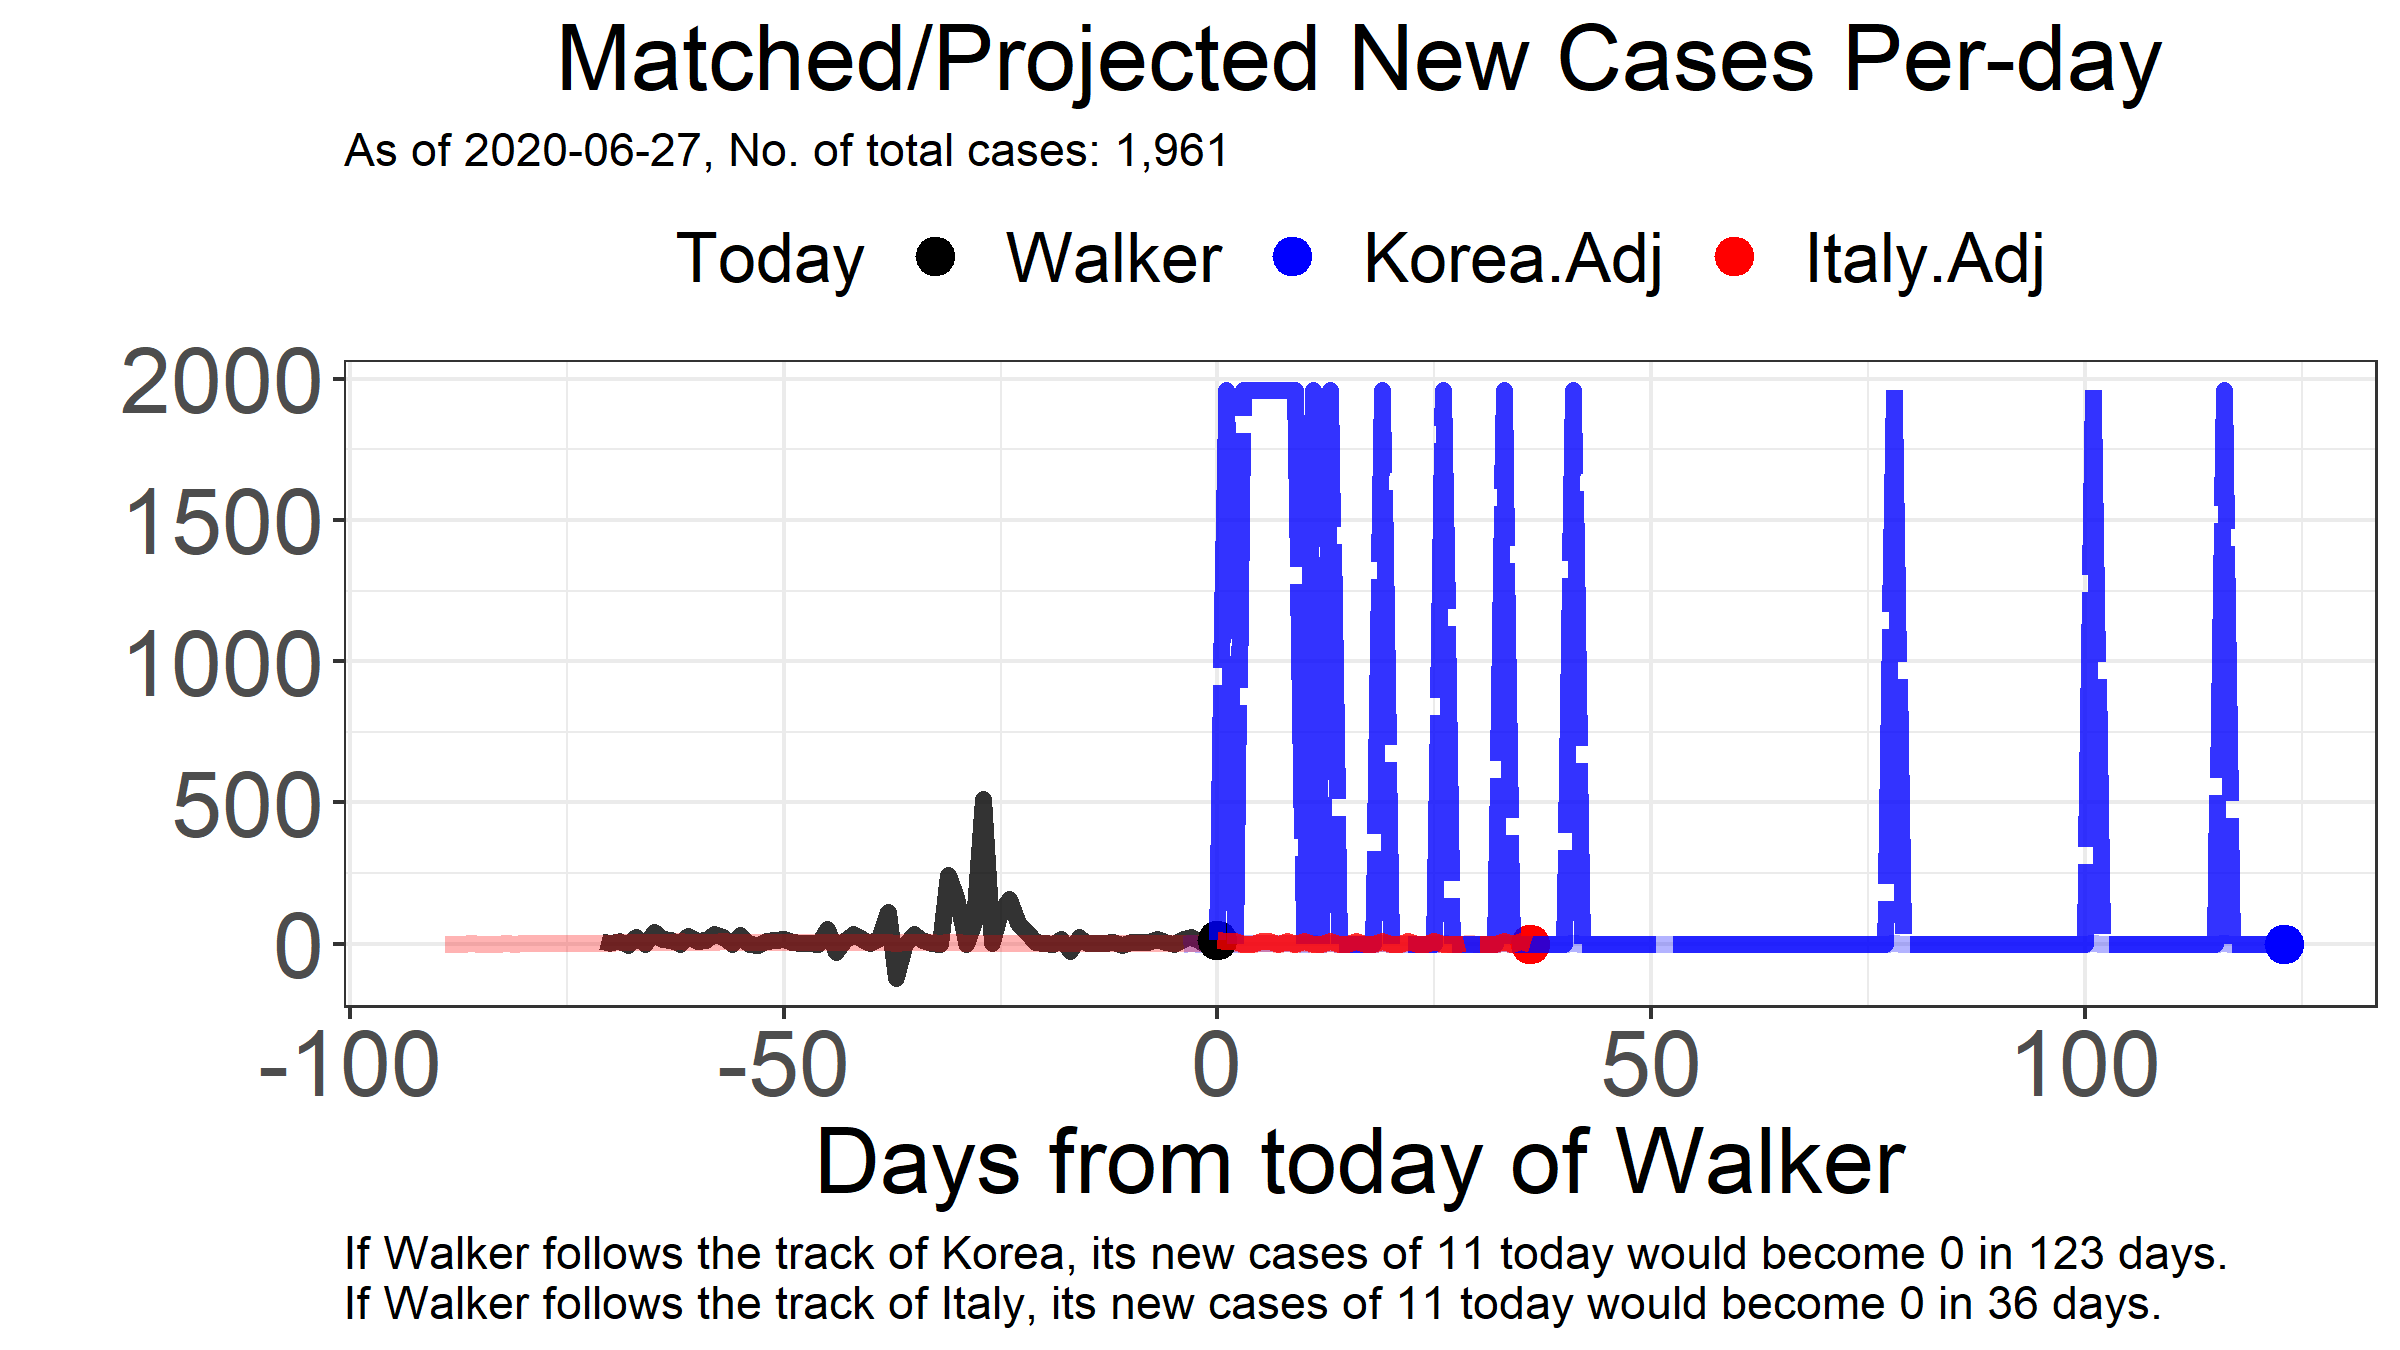 Matched/Projected New Cases Per-day
As of 2020-06-27, No. of total cases: 1,961
Today Walker Korea.Adj Italy.Adj
2000
1500
1000
500
0
-100 -50 0 50 100
Days from today of Walker
If Walker follows the track of Korea, its new cases of 11 today would become 0 in 123 days.
If Walker follows the track of Italy, its new cases of 11 today would become 0 in 36 days.